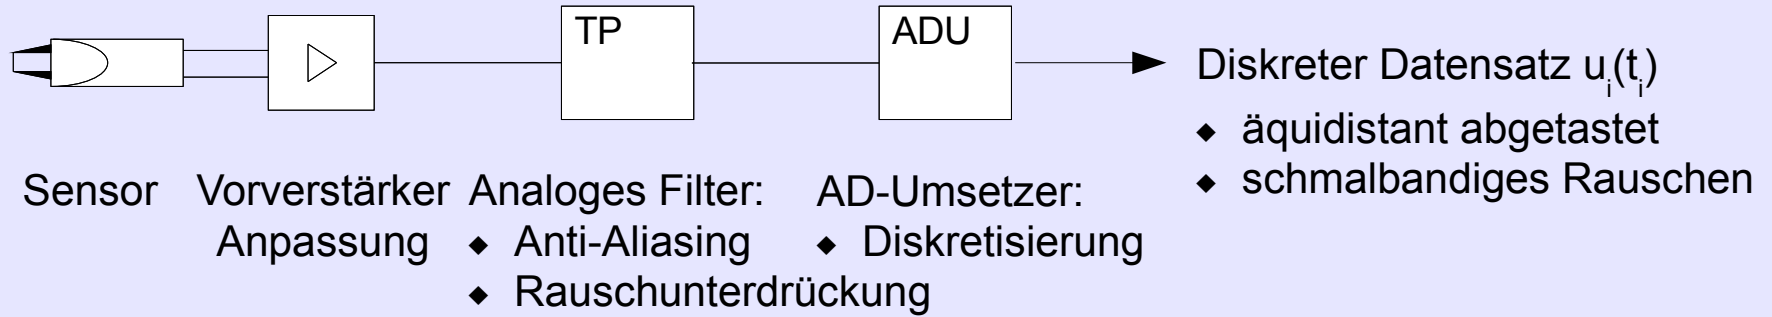 TP
ADU
Diskreter Datensatz u_i(t_i)
◆ äquidistant abgetastet
◆ schmalbandiges Rauschen
Sensor
Vorverstärker
Anpassung
Analoges Filter:
◆ Anti-Aliasing
◆ Rauschunterdrückung
AD-Umsetzer:
◆ Diskretisierung